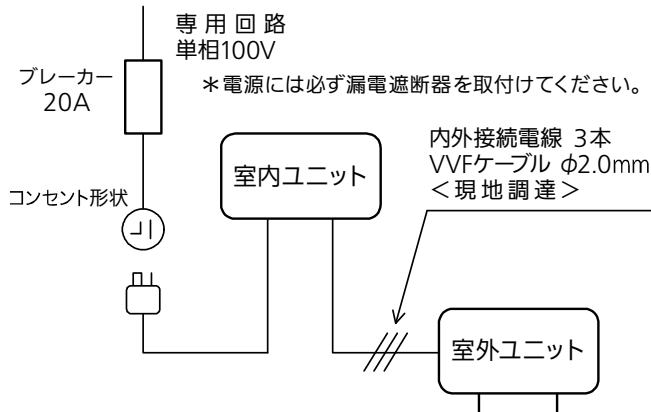 専用回路
単相100V
ブレーカー
20A
＊電源には必ず漏電遮断器を取付けてください。
内外接続電線 3本
VVFケーブル φ2.0mm
＜現地調達＞
室内ユニット
コンセント形状
室外ユニット